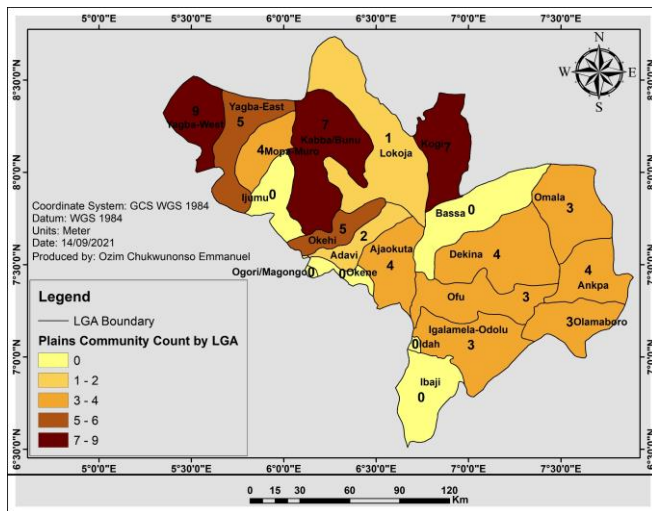 5°0'0"E 5°30'0"E 6°0'0"E 6°30'0"E 7°0'0"E 7°30'0"E
8°30'0"N
8°0'0"N
7°30'0"N
7°0'0"N
6°30'0"N
8°30'0"N
8°0'0"N
7°30'0"N
7°0'0"N
6°30'0"N
N
W E
S
9
Yagba-West
Yagba-East
5
4
Mopa-Muro
7
Kabba/Bunu
1
Lokoja
Ijumu 0
5
Okehi
2
Adavi
Ogori/Magongo 0
0 Okene
Ajaokuta
4
Bassa 0
Omala
3
Dekina 4
4
Ankpa
Ofu 3
Igalamela-Odolu
3
3 Olamaboro
0 Idah
Ibaji
0
Coordinate System: GCS WGS 1984
Datum: WGS 1984
Units: Meter
Date: 14/09/2021
Produced by: Ozim Chukwunonso Emmanuel
Legend
LGA Boundary
Plains Community Count by LGA
0
1 - 2
3 - 4
5 - 6
7 - 9
5°0'0"E 5°30'0"E 6°0'0"E 6°30'0"E 7°0'0"E 7°30'0"E
0 15 30 60 90 120
Km